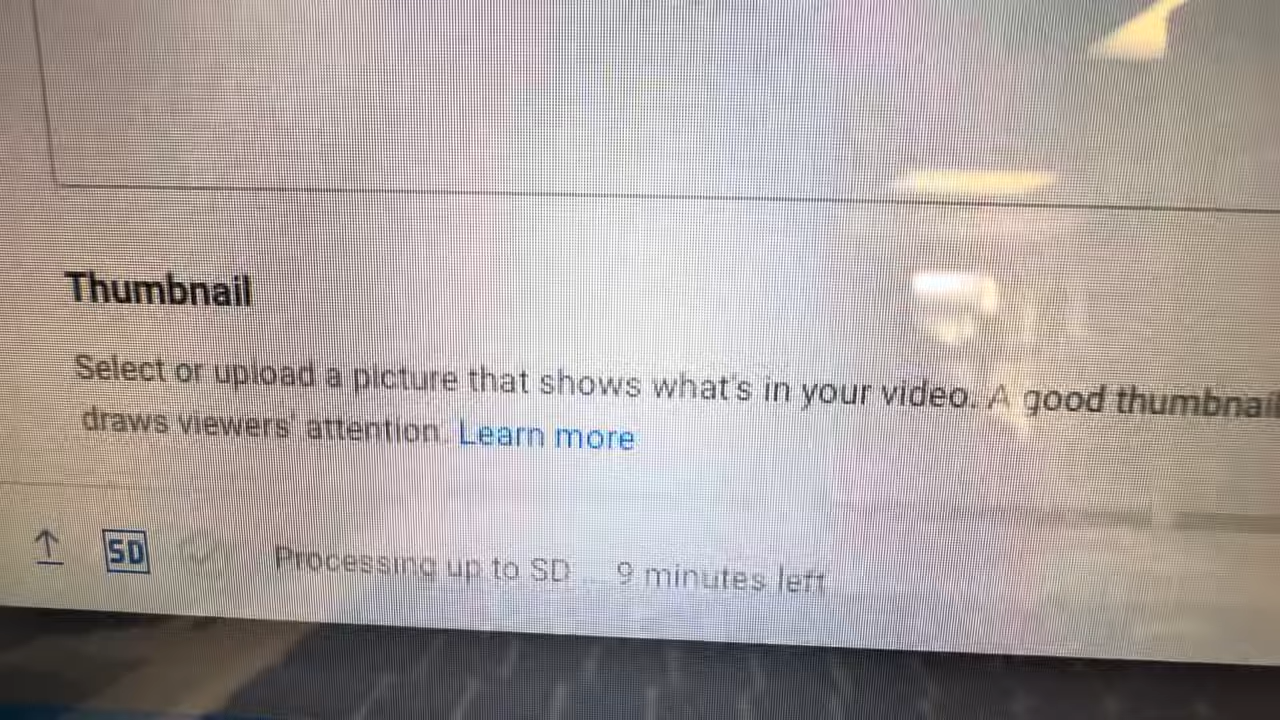 Thumbnail
Select or upload a picture that shows what's in your video. A good thumbnail
draws viewers' attention. Learn more
SD Processing up to SD ... 9 minutes left